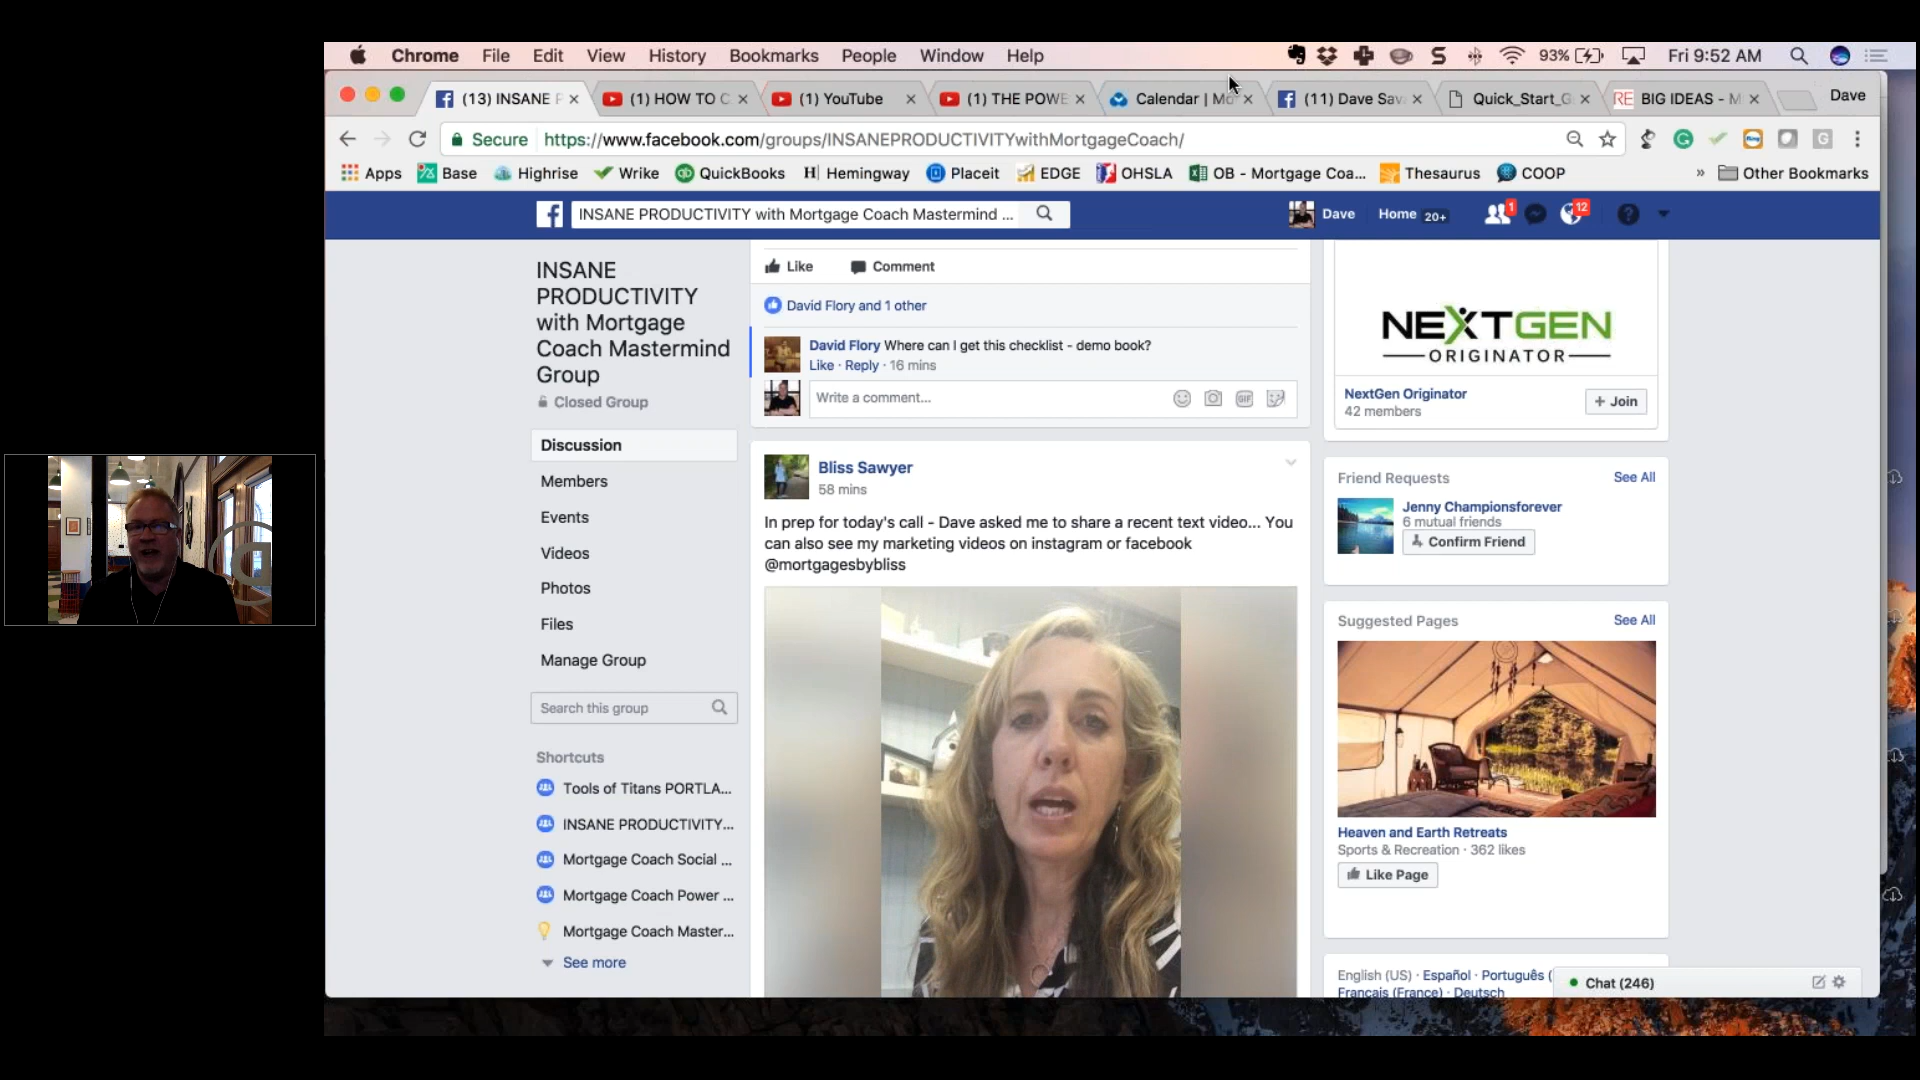 Chrome File Edit View History Bookmarks People Window Help 93% Fri 9:52 AM
(13) INSANE P (1) HOW TO C (1) YouTube (1) THE POWE Calendar | Mo (11) Dave Sav Quick_Start_G BIG IDEAS - M Dave
Secure https://www.facebook.com/groups/INSANEPRODUCTIVITYwithMortgageCoach/
Apps Base Highrise Wrike QuickBooks Hemingway Placeit EDGE OHSLA OB - Mortgage Coa... Thesaurus COOP » Other Bookmarks
INSANE PRODUCTIVITY with Mortgage Coach Mastermind ... Dave Home 20+ 1 12
INSANE
PRODUCTIVITY
with Mortgage
Coach Mastermind
Group
Closed Group
Discussion
Members
Events
Videos
Photos
Files
Manage Group
Search this group
Shortcuts
Tools of Titans PORTLA...
INSANE PRODUCTIVITY...
Mortgage Coach Social ...
Mortgage Coach Power ...
Mortgage Coach Master...
See more
Like Comment
David Flory and 1 other
David Flory Where can I get this checklist - demo book?
Like · Reply · 16 mins
Write a comment...
GIF
Bliss Sawyer
58 mins
In prep for today's call - Dave asked me to share a recent text video... You
can also see my marketing videos on instagram or facebook
@mortgagesbybliss
NEXTGEN
ORIGINATOR
NextGen Originator
42 members
+ Join
Friend Requests See All
Jenny Championsforever
6 mutual friends
Confirm Friend
Suggested Pages See All
Heaven and Earth Retreats
Sports & Recreation · 362 likes
Like Page
English (US) · Español · Português (
Français (France) · Deutsch
Chat (246)